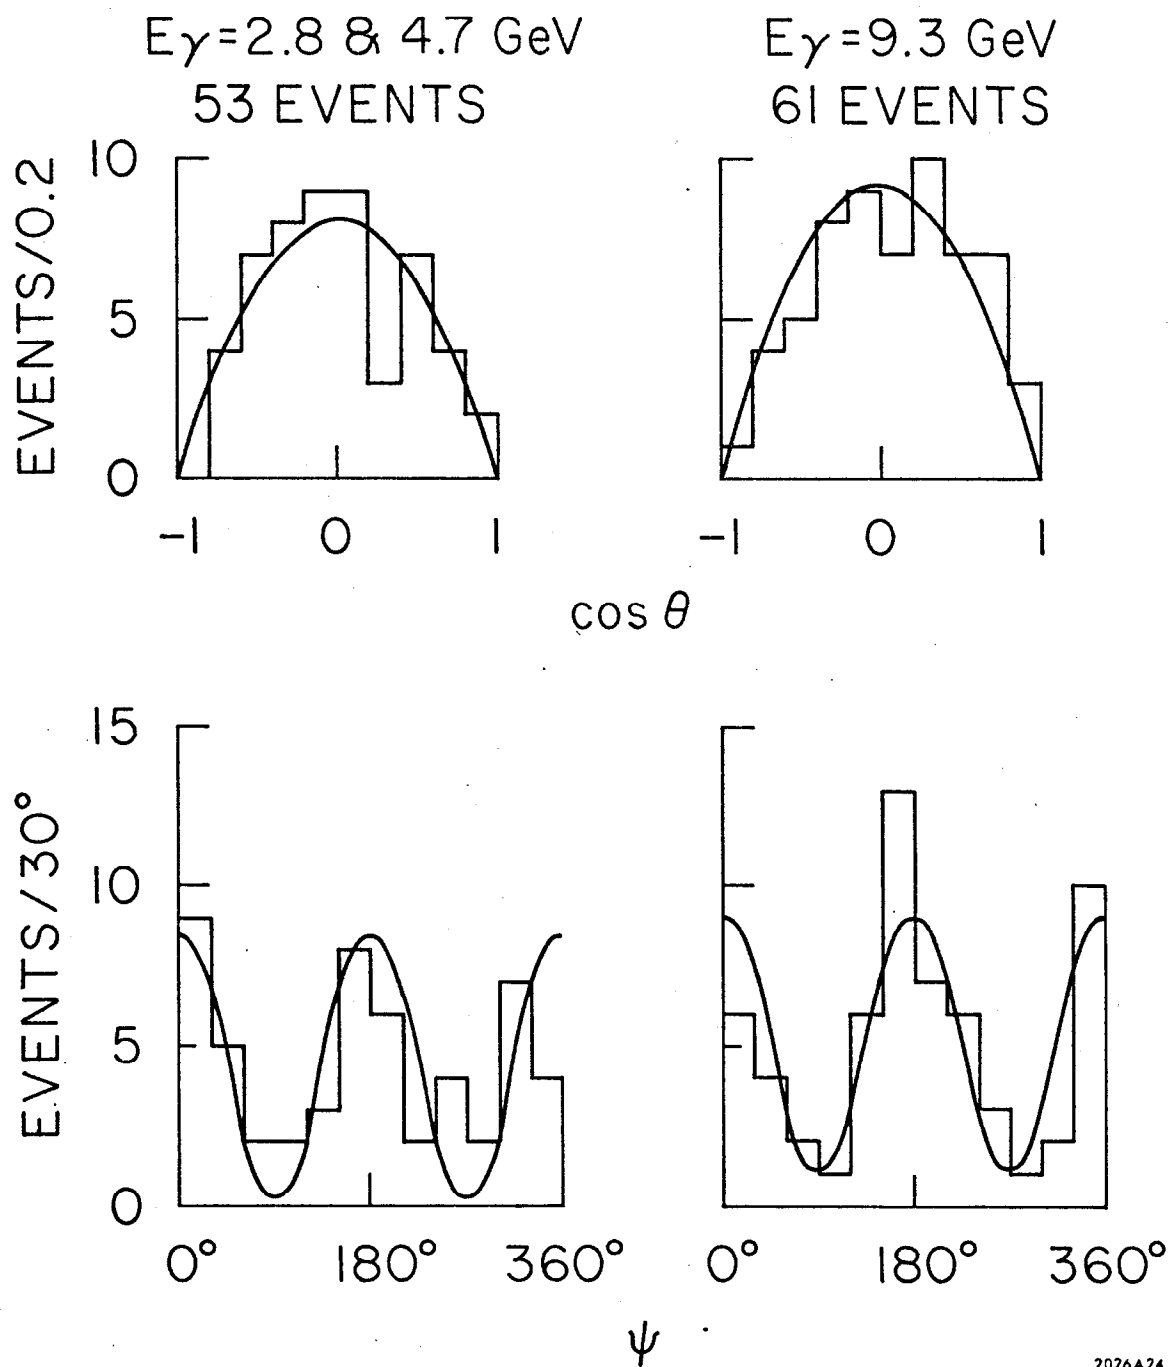 Eγ=2.8 & 4.7 GeV
53 EVENTS
Eγ=9.3 GeV
61 EVENTS
EVENTS/0.2
10
5
0
-1 0 1
-1 0 1
cos θ
EVENTS/30°
15
10
5
0
0° 180° 360°
0° 180° 360°
ψ
2026A24